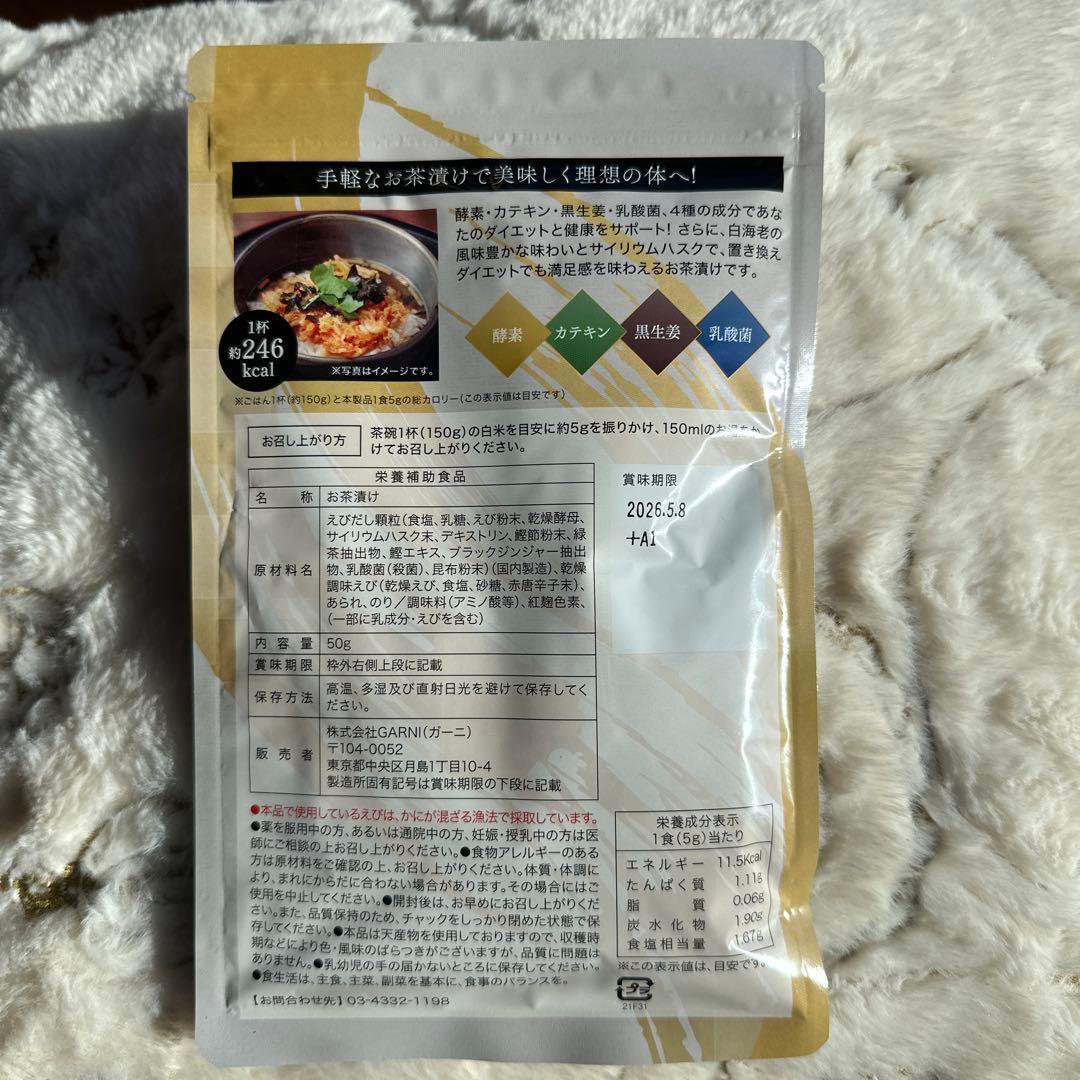 手軽なお茶漬けで美味しく理想の体へ!
酵素・カテキン・黒生姜・乳酸菌、4種の成分であな
たのダイエットと健康をサポート! さらに、白海老の
風味豊かな味わいとサイリウムハスクで、置き換え
ダイエットでも満足感を味わえるお茶漬けです。
酵素
カテキン
黒生姜
乳酸菌
1杯
約246
kcal
※写真はイメージです。
※ごはん1杯(約150g)と本製品1食5gの総カロリー(この表示値は目安です)
お召し上がり方
茶碗1杯(150g)の白米を目安に約5gを振りかけ、150mlのお湯をか
けてお召し上がりください。
栄養補助食品
名称 お茶漬け
原材料名
えびだし顆粒(食塩、乳糖、えび粉末、乾燥酵母、
サイリウムハスク末、デキストリン、鰹節粉末、緑
茶抽出物、鰹エキス、ブラックジンジャー抽出
物、乳酸菌(殺菌)、昆布粉末)(国内製造)、乾燥
調味えび(乾燥えび、食塩、砂糖、赤唐辛子末)、
あられ、のり/調味料(アミノ酸等)、紅麹色素、
(一部に乳成分・えびを含む)
内容量 50g
賞味期限 枠外右側上段に記載
保存方法 高温、多湿及び直射日光を避けて保存してく
ださい。
販売者
株式会社GARNI(ガーニ)
〒104-0052
東京都中央区月島1丁目10-4
製造所固有記号は賞味期限の下段に記載
賞味期限
2026.5.8
+A1
●本品で使用しているえびは、かにが混ざる漁法で採取しています。
●薬を服用中の方、あるいは通院中の方、妊娠・授乳中の方は医
師にご相談の上お召し上がりください。●食物アレルギーのある
方は原材料をご確認の上、お召し上がりください。体質・体調に
より、まれにからだに合わない場合があります。その場合にはご
使用を中止してください。●開封後は、お早めにお召し上がりくだ
さい。また、品質保持のため、チャックをしっかり閉めた状態で保
存してください。●本品は天産物を使用しておりますので、収穫時
期などにより色・風味のばらつきがございますが、品質に問題は
ありません。●乳幼児の手の届かないところに保存してください。
●食生活は、主食、主菜、副菜を基本に、食事のバランスを。
【お問合わせ先】03-4332-1198
栄養成分表示
1食(5g)当たり
エネルギー 11.5Kcal
たんぱく質 1.11g
脂質 0.06g
炭水化物 1.90g
食塩相当量 1.67g
※この表示値は、目安です。
プラ
21F31